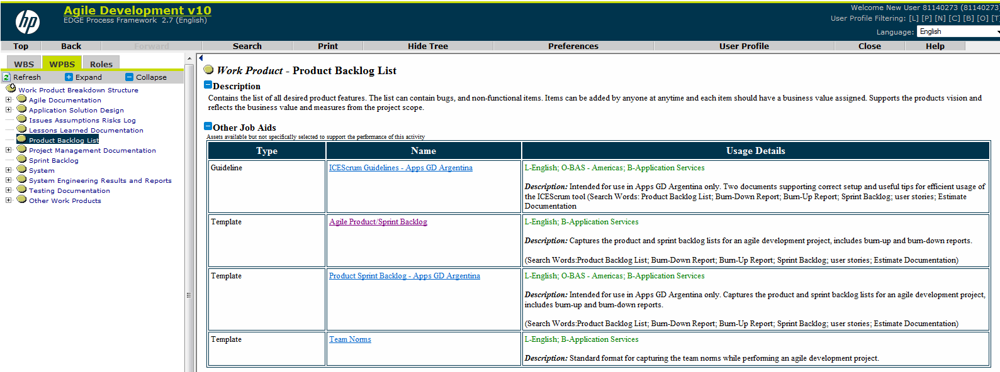 hp
Agile Development v10
EDGE Process Framework 2.7 (English)
Welcome New User 81140273 (81140273)
User Profile Filtering: [L] [P] [N] [C] [B] [O] [T]
Language: English
Top Back Forward Search Print Hide Tree Preferences User Profile Close Help
WBS WPBS Roles
Refresh Expand Collapse
Work Product Breakdown Structure
Agile Documentation
Application Solution Design
Issues Assumptions Risks Log
Lessons Learned Documentation
Product Backlog List
Project Management Documentation
Sprint Backlog
System
System Engineering Results and Reports
Testing Documentation
Other Work Products
Work Product - Product Backlog List
Description
Contains the list of all desired product features. The list can contain bugs, and non-functional items. Items can be added by anyone at anytime and each item should have a business value assigned. Supports the products vision and
reflects the business value and measures from the project scope.
Other Job Aids
Assets available but not specifically selected to support the performance of this activity
Type Name Usage Details
Guideline ICEScrum Guidelines - Apps GD Argentina L-English; O-BAS - Americas; B-Application Services
Description: Intended for use in Apps GD Argentina only. Two documents supporting correct setup and useful tips for efficient usage of
the ICEScrum tool (Search Words: Product Backlog List; Burn-Down Report; Burn-Up Report; Sprint Backlog; user stories; Estimate
Documentation
Template Agile Product/Sprint Backlog L-English; B-Application Services
Description: Captures the product and sprint backlog lists for an agile development project, includes burn-up and burn-down reports.
(Search Words:Product Backlog List; Burn-Down Report; Burn-Up Report; Sprint Backlog; user stories; Estimate Documentation)
Template Product Sprint Backlog - Apps GD Argentina L-English; O-BAS - Americas; B-Application Services
Description: Intended for use in Apps GD Argentina only. Captures the product and sprint backlog lists for an agile development project,
includes burn-up and burn-down reports.
(Search Words:Product Backlog List; Burn-Down Report; Burn-Up Report; Sprint Backlog; user stories; Estimate Documentation)
Template Team Norms L-English; B-Application Services
Description: Standard format for capturing the team norms while performing an agile development project.